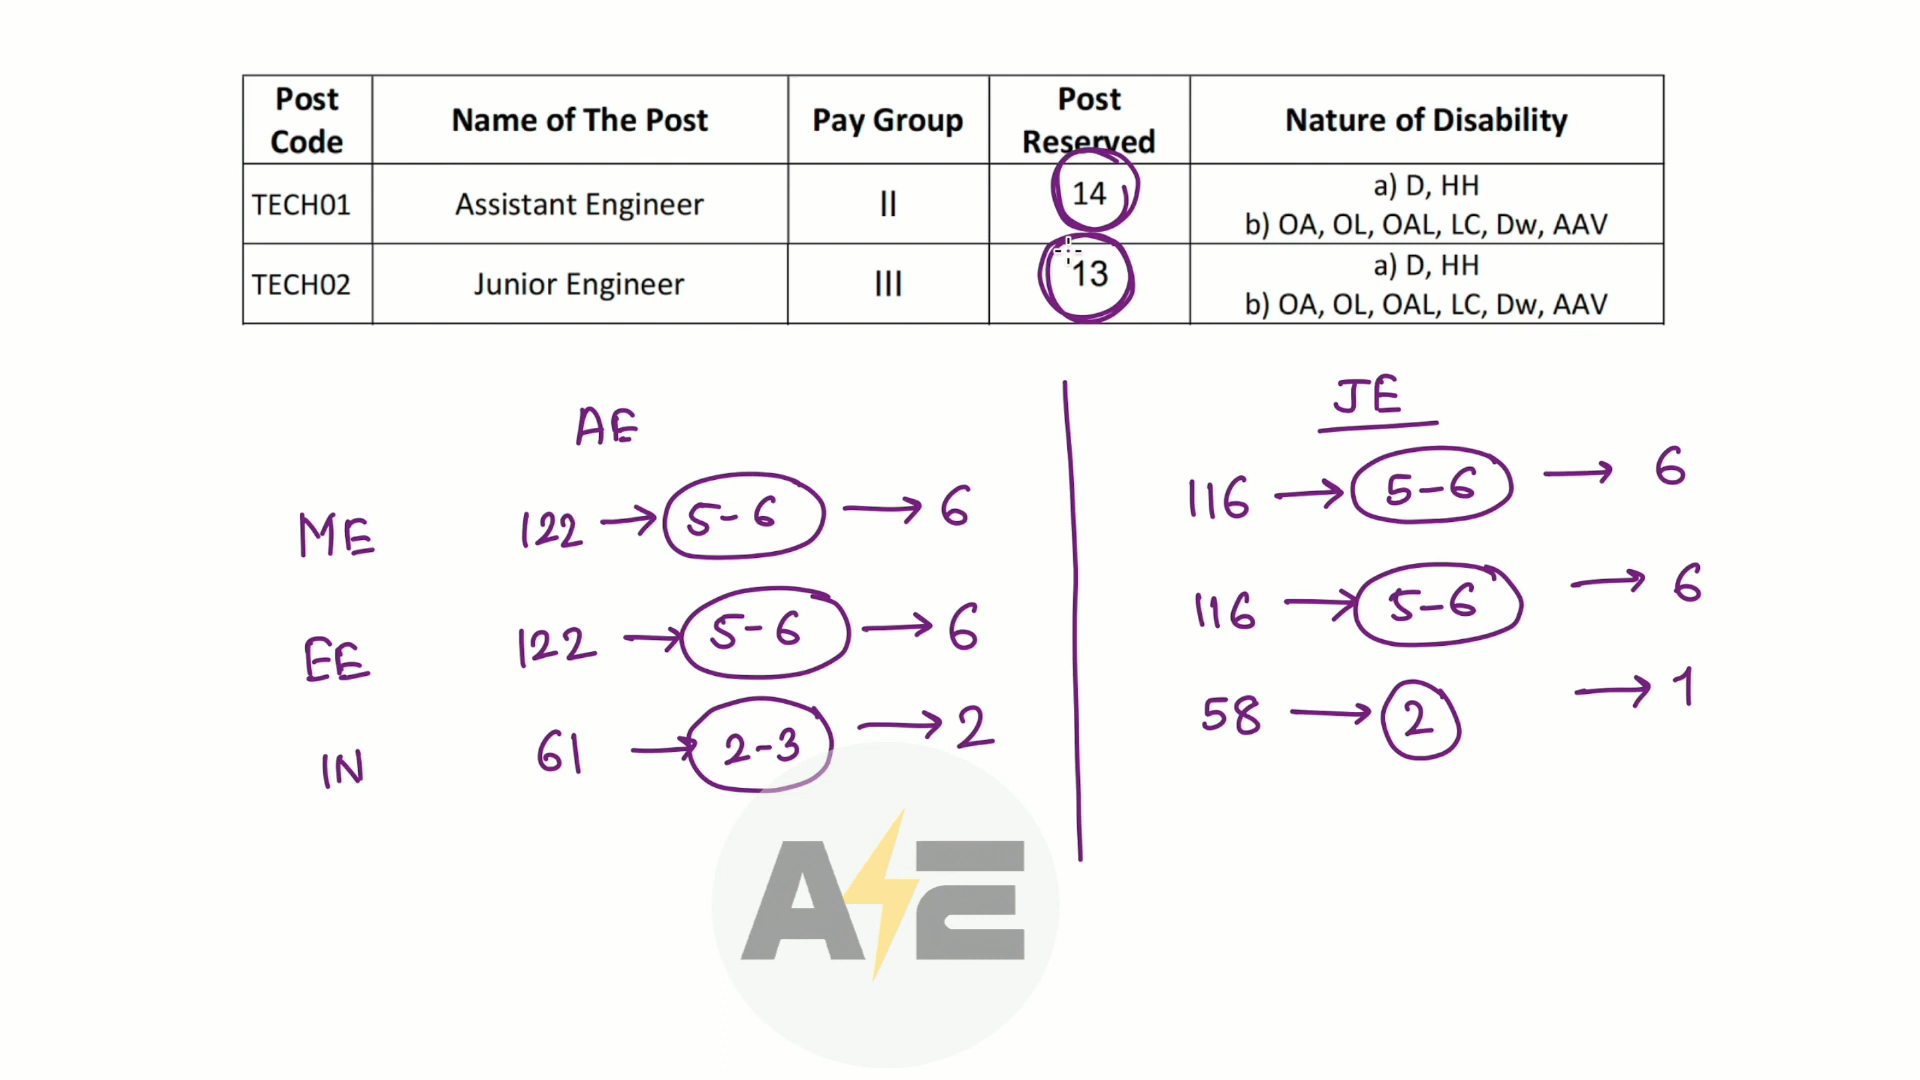 Post Code | Name of The Post | Pay Group | Post Reserved | Nature of Disability
TECH01 | Assistant Engineer | II | 14 | a) D, HH
b) OA, OL, OAL, LC, Dw, AAV
TECH02 | Junior Engineer | III | 13 | a) D, HH
b) OA, OL, OAL, LC, Dw, AAV
AE | JE
ME 122 → 5-6 → 6 | 116 → 5-6 → 6
EE 122 → 5-6 → 6 | 116 → 5-6 → 6
IN 61 → 2-3 → 2 | 58 → 2 → 1
AE